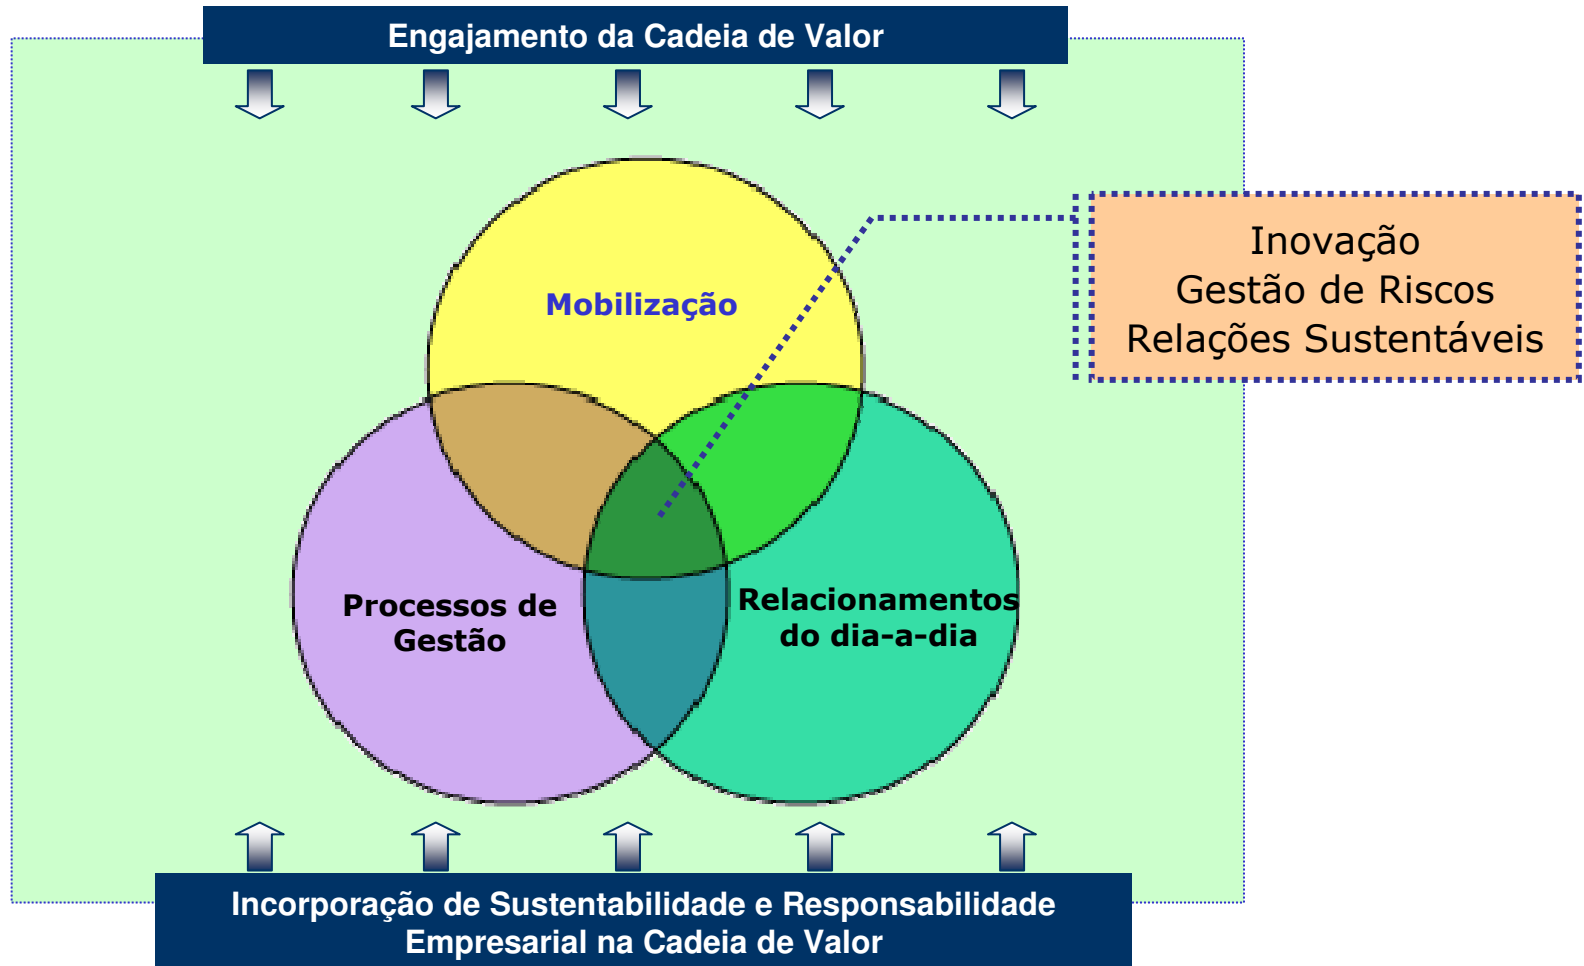 Engajamento da Cadeia de Valor
Inovação
Gestão de Riscos
Relações Sustentáveis
Mobilização
Processos de
Gestão
Relacionamentos
do dia-a-dia
Incorporação de Sustentabilidade e Responsabilidade
Empresarial na Cadeia de Valor